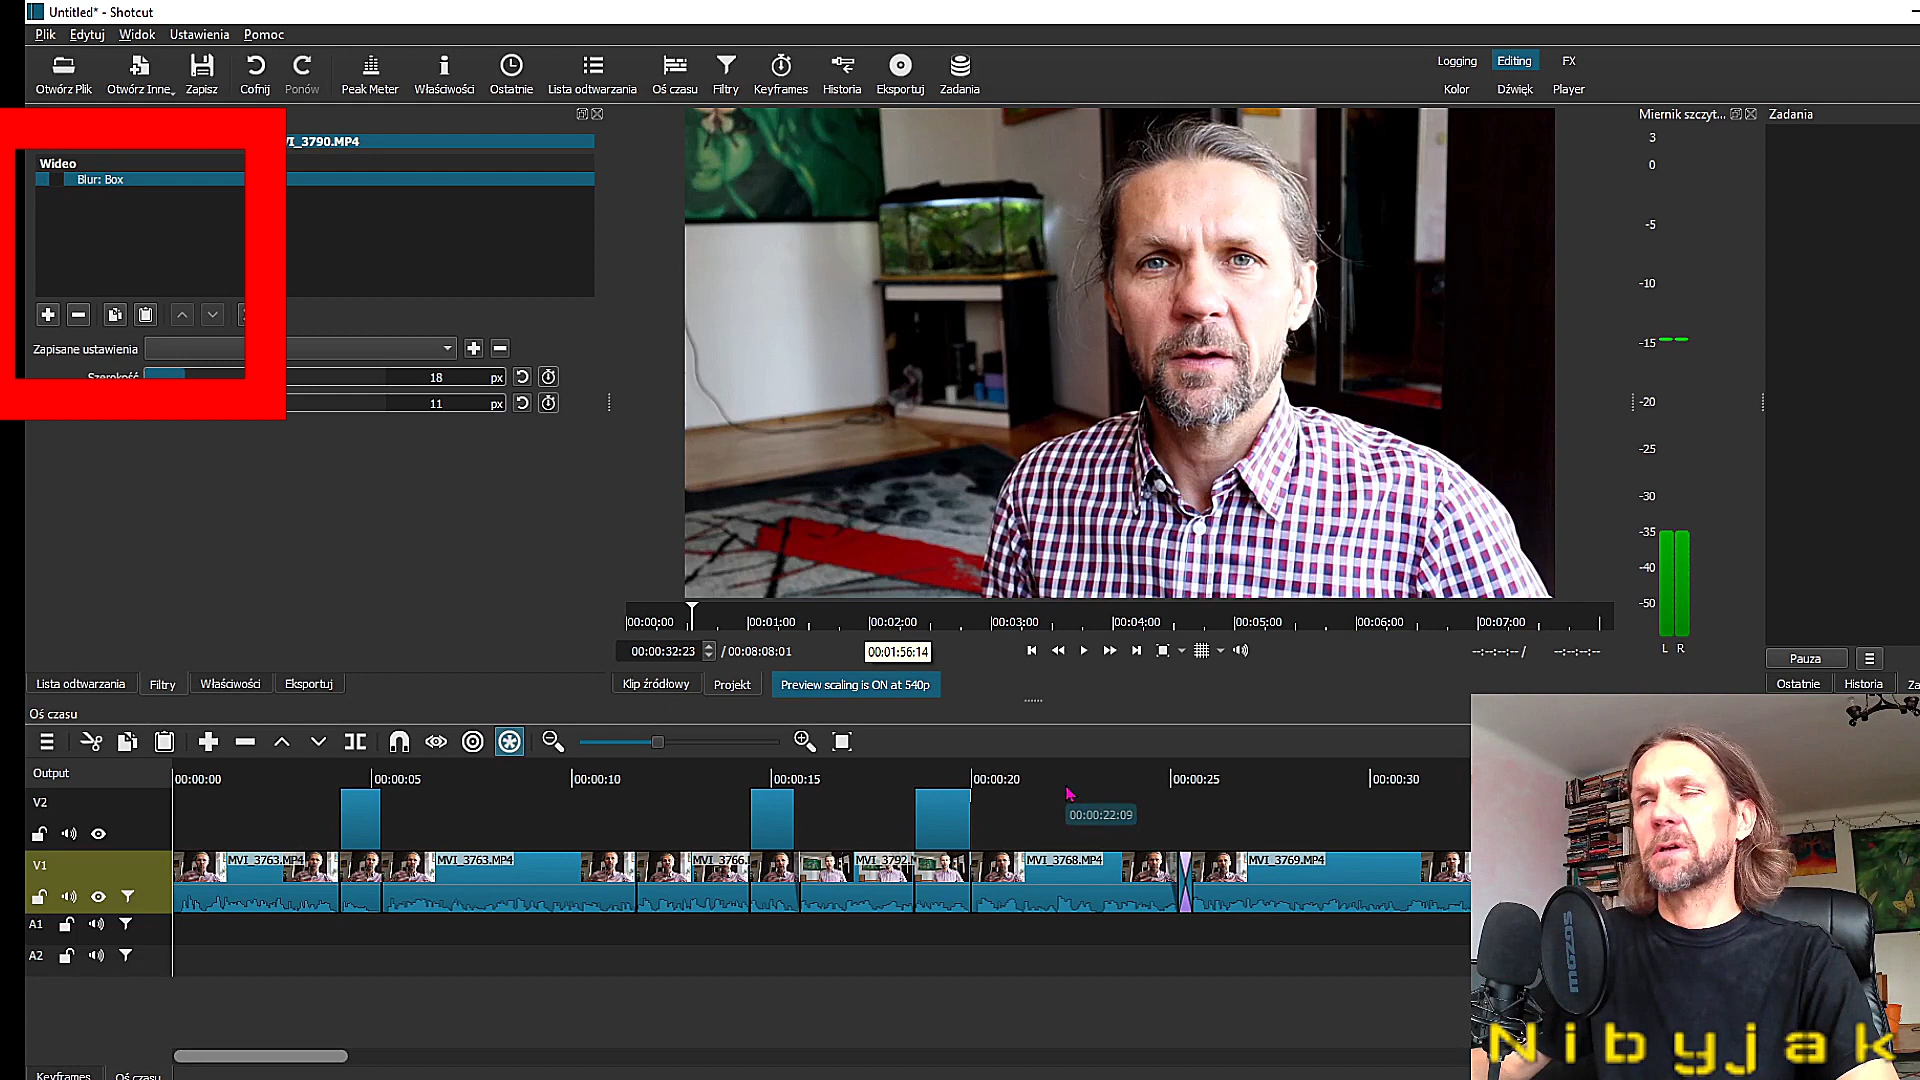 Untitled* - Shotcut
Plik Edytuj Widok Ustawienia Pomoc
Otwórz Plik Otwórz Inne Zapisz Cofnij Ponów Peak Meter Właściwości Ostatnie Lista odtwarzania Oś czasu Filtry Keyframes Historia Eksportuj Zadania
Logging Editing FX
Kolor Dźwięk Player
VI_3790.MP4
Wideo
Blur: Box
Zapisane ustawienia
Szerokość 18 px
11 px
Miernik szczyt... Zadania
3
0
-5
-10
-15
-20
-25
-30
-35
-40
-50
L R
00:00:00 00:01:00 00:02:00 00:03:00 00:04:00 00:05:00 00:06:00 00:07:00
00:00:32:23 / 00:08:08:01 00:01:56:14 --:--:--:-- / --:--:--:--
Pauza
Lista odtwarzania Filtry Właściwości Eksportuj
Klip źródłowy Projekt Preview scaling is ON at 540p
Ostatnie Historia Za
Oś czasu
Output 00:00:00 00:00:05 00:00:10 00:00:15 00:00:20 00:00:25 00:00:30
V2
00:00:22:09
V1 MVI_3763.MP4 MVI_3763.MP4 MVI_3766. MVI_3792.M MVI_3768.MP4 MVI_3769.MP4
A1
A2
Keyframes Oś czasu
mozos
Nibyjak